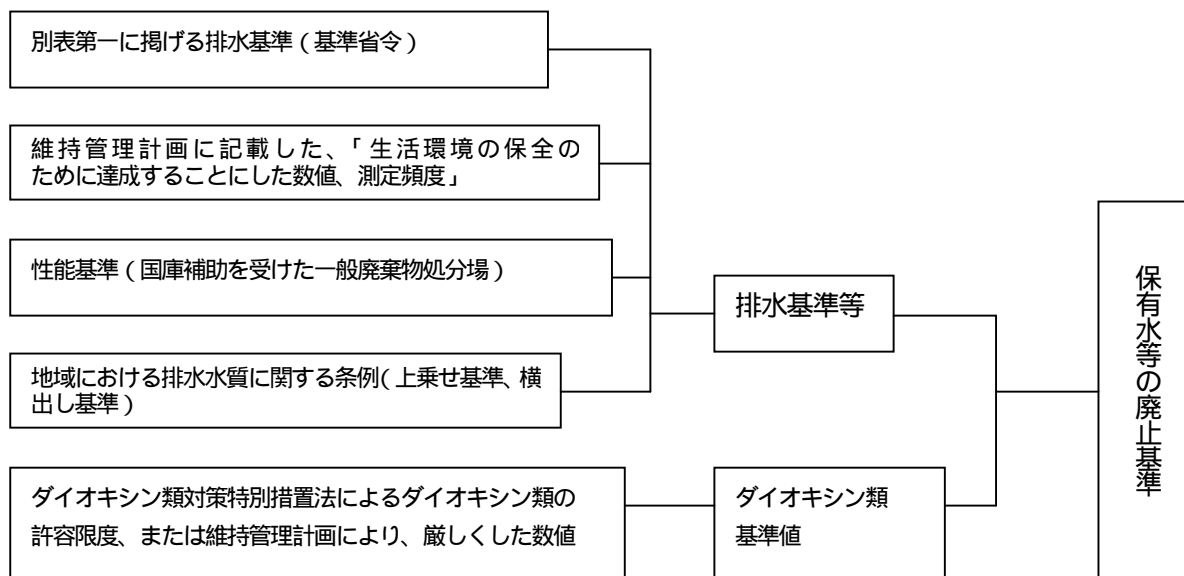 別表第一に掲げる排水基準(基準省令)
維持管理計画に記載した、「生活環境の保全の
ために達成することにした数値、測定頻度」
性能基準(国庫補助を受けた一般廃棄物処分場)
地域における排水水質に関する条例(上乗せ基準、横
出し基準)
ダイオキシン類対策特別措置法によるダイオキシン類の
許容限度、または維持管理計画により、厳しくした数値
排水基準等
ダイオキシン類
基準値
保有水等の廃止基準